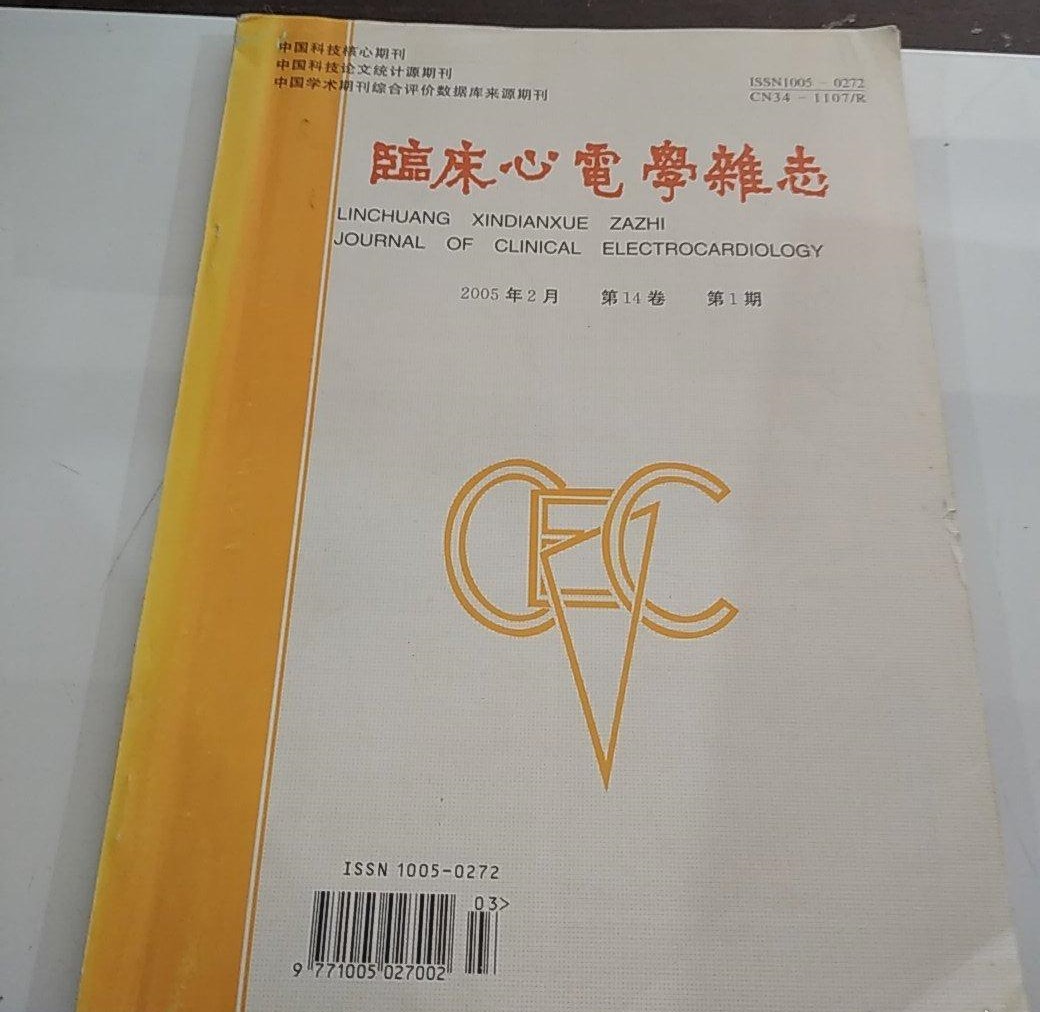 中国科技核心期刊
中国科技论文统计源期刊
中国学术期刊综合评价数据库来源期刊
ISSN1005-0272
CN34-1107/R
臨床心電學雜志
LINCHUANG XINDIANXUE ZAZHI
JOURNAL OF CLINICAL ELECTROCARDIOLOGY
2005年2月 第14卷 第1期
CEC
ISSN 1005-0272
03>
9 771005 027002